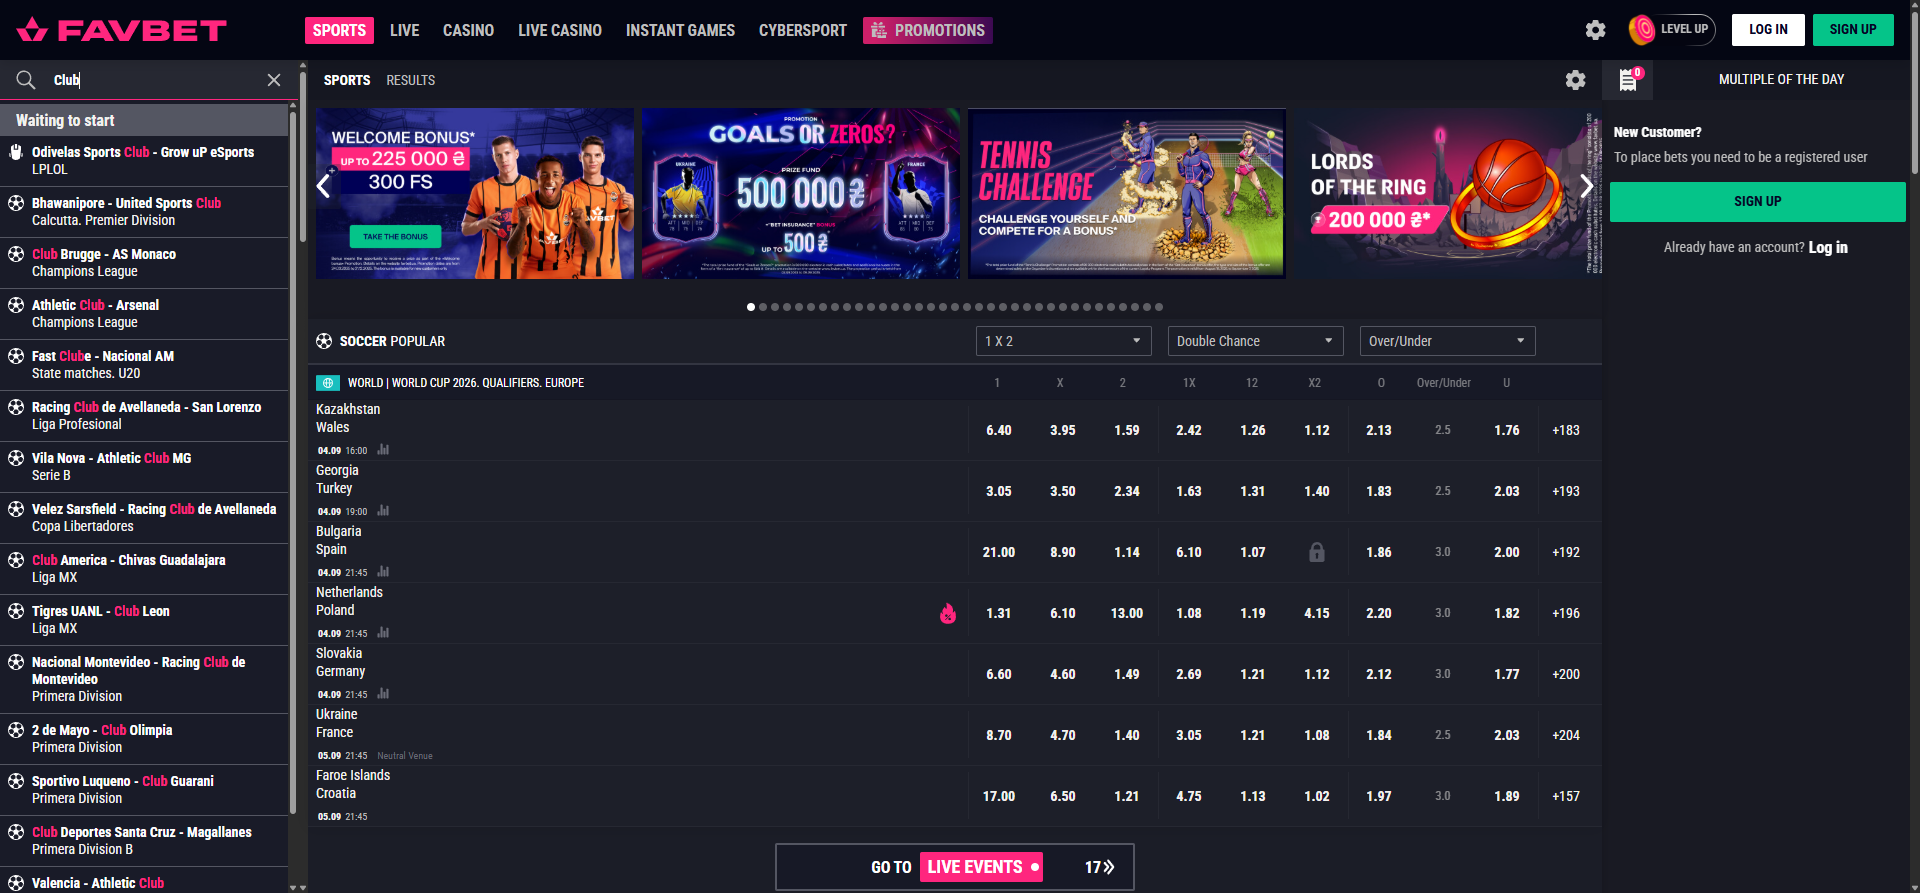 FAVBET
SPORTS
LIVE
CASINO
LIVE CASINO
INSTANT GAMES
CYBERSPORT
PROMOTIONS
LEVEL UP
LOG IN
SIGN UP
Club
Waiting to start
Odivelas Sports Club - Grow uP eSports
LPLOL
Bhawanipore - United Sports Club
Calcutta. Premier Division
Club Brugge - AS Monaco
Champions League
Athletic Club - Arsenal
Champions League
Fast Clube - Nacional AM
State matches. U20
Racing Club de Avellaneda - San Lorenzo
Liga Profesional
Vila Nova - Athletic Club MG
Serie B
Velez Sarsfield - Racing Club de Avellaneda
Copa Libertadores
Club America - Chivas Guadalajara
Liga MX
Tigres UANL - Club Leon
Liga MX
Nacional Montevideo - Racing Club de
Montevideo
Primera Division
2 de Mayo - Club Olimpia
Primera Division
Sportivo Luqueno - Club Guarani
Primera Division
Club Deportes Santa Cruz - Magallanes
Primera Division B
Valencia - Athletic Club
SPORTS
RESULTS
WELCOME BONUS*
UP TO 225 000 ₴
+
300 FS
TAKE THE BONUS
PROMOTION
GOALS OR ZEROS?
UKRAINE
FRANCE
PRIZE FUND
500 000 ₴
+"BET INSURANCE" BONUS
UP TO 500 ₴
TENNIS
CHALLENGE
CHALLENGE YOURSELF AND
COMPETE FOR A BONUS*
LORDS
OF THE RING
200 000 ₴*
SOCCER POPULAR
1 X 2
Double Chance
Over/Under
WORLD | WORLD CUP 2026. QUALIFIERS. EUROPE
1 X 2 1X 12 X2 O Over/Under U
Kazakhstan
Wales
04.09 16:00
6.40 3.95 1.59 2.42 1.26 1.12 2.13 2.5 1.76 +183
Georgia
Turkey
04.09 19:00
3.05 3.50 2.34 1.63 1.31 1.40 1.83 2.5 2.03 +193
Bulgaria
Spain
04.09 21:45
21.00 8.90 1.14 6.10 1.07 1.86 3.0 2.00 +192
Netherlands
Poland
04.09 21:45
1.31 6.10 13.00 1.08 1.19 4.15 2.20 3.0 1.82 +196
Slovakia
Germany
04.09 21:45
6.60 4.60 1.49 2.69 1.21 1.12 2.12 3.0 1.77 +200
Ukraine
France
05.09 21:45 Neutral Venue
8.70 4.70 1.40 3.05 1.21 1.08 1.84 2.5 2.03 +204
Faroe Islands
Croatia
05.09 21:45
17.00 6.50 1.21 4.75 1.13 1.02 1.97 3.0 1.89 +157
GO TO LIVE EVENTS 17
0
MULTIPLE OF THE DAY
New Customer?
To place bets you need to be a registered user
SIGN UP
Already have an account? Log in